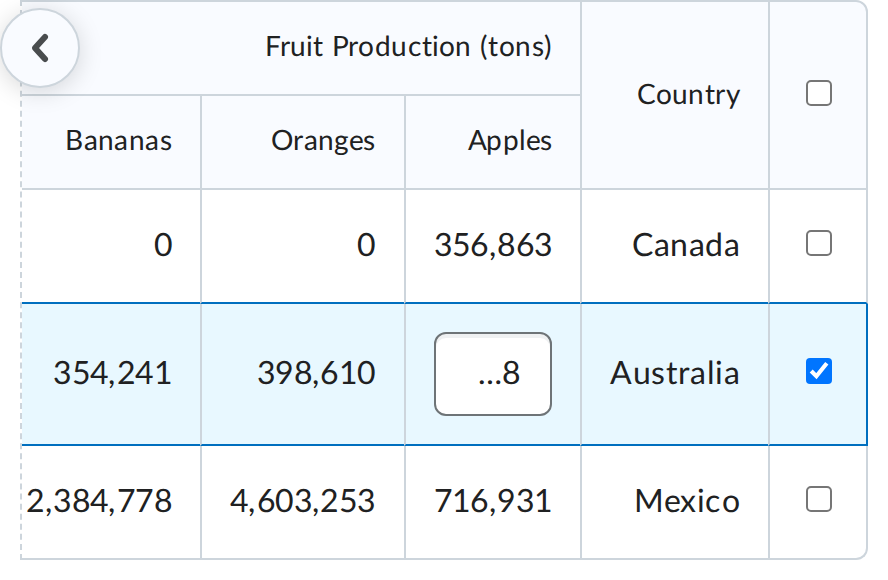 Fruit Production (tons)
Country
Bananas Oranges Apples
0 0 356,863 Canada
354,241 398,610 ...8 Australia
2,384,778 4,603,253 716,931 Mexico